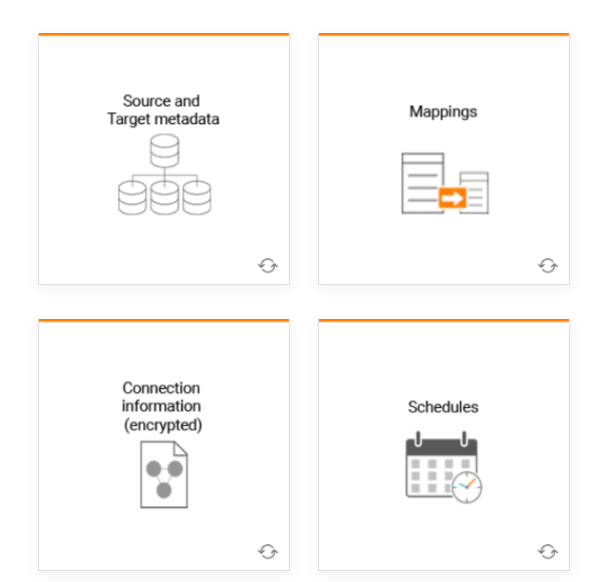 Source and
Target metadata
Mappings
Connection
information
(encrypted)
Schedules